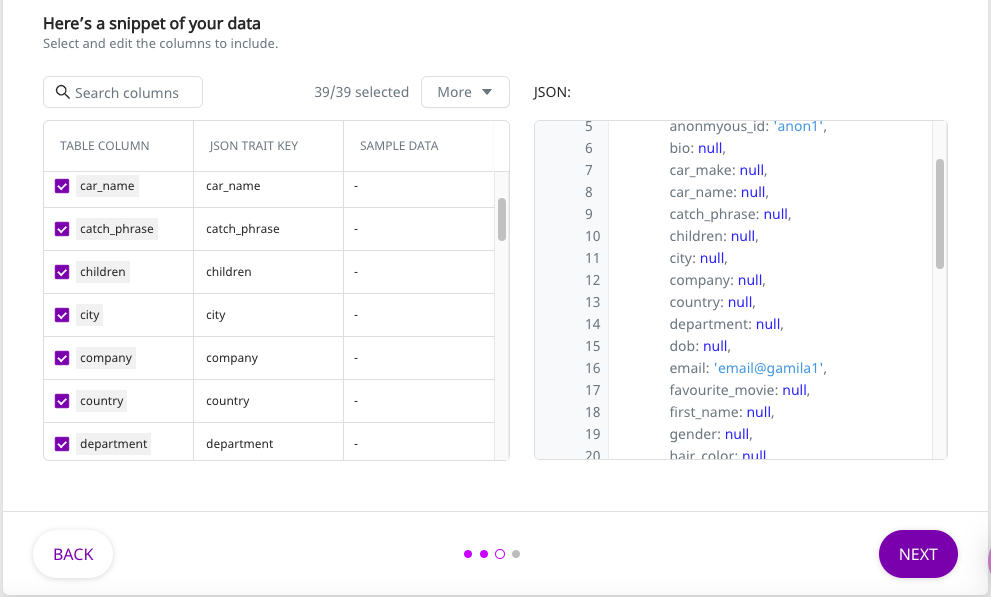 Here's a snippet of your data
Select and edit the columns to include.
Search columns
39/39 selected
More
JSON:
TABLE COLUMN JSON TRAIT KEY SAMPLE DATA
car_name car_name -
catch_phrase catch_phrase -
children children -
city city -
company company -
country country -
department department -
5 anonmyous_id: 'anon1',
6 bio: null,
7 car_make: null,
8 car_name: null,
9 catch_phrase: null,
10 children: null,
11 city: null,
12 company: null,
13 country: null,
14 department: null,
15 dob: null,
16 email: 'email@gamila1',
17 favourite_movie: null,
18 first_name: null,
19 gender: null,
20 hair_color: null
BACK
NEXT